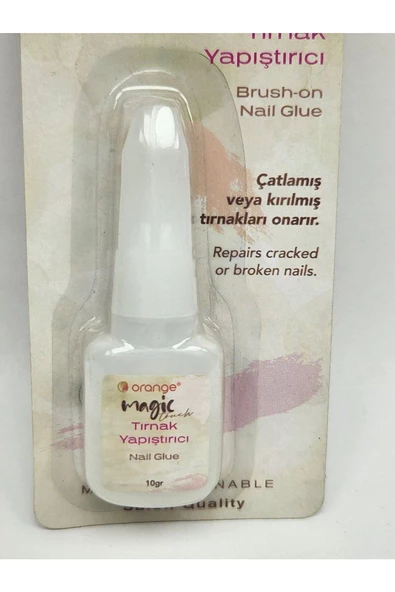 Tırnak
Yapıştırıcı
Brush-on
Nail Glue
Çatlamış
veya kırılmış
tırnakları onarır.
Repairs cracked
or broken nails.
orange®
magic
touch
Tırnak
Yapıştırıcı
Nail Glue
10gr
Quality